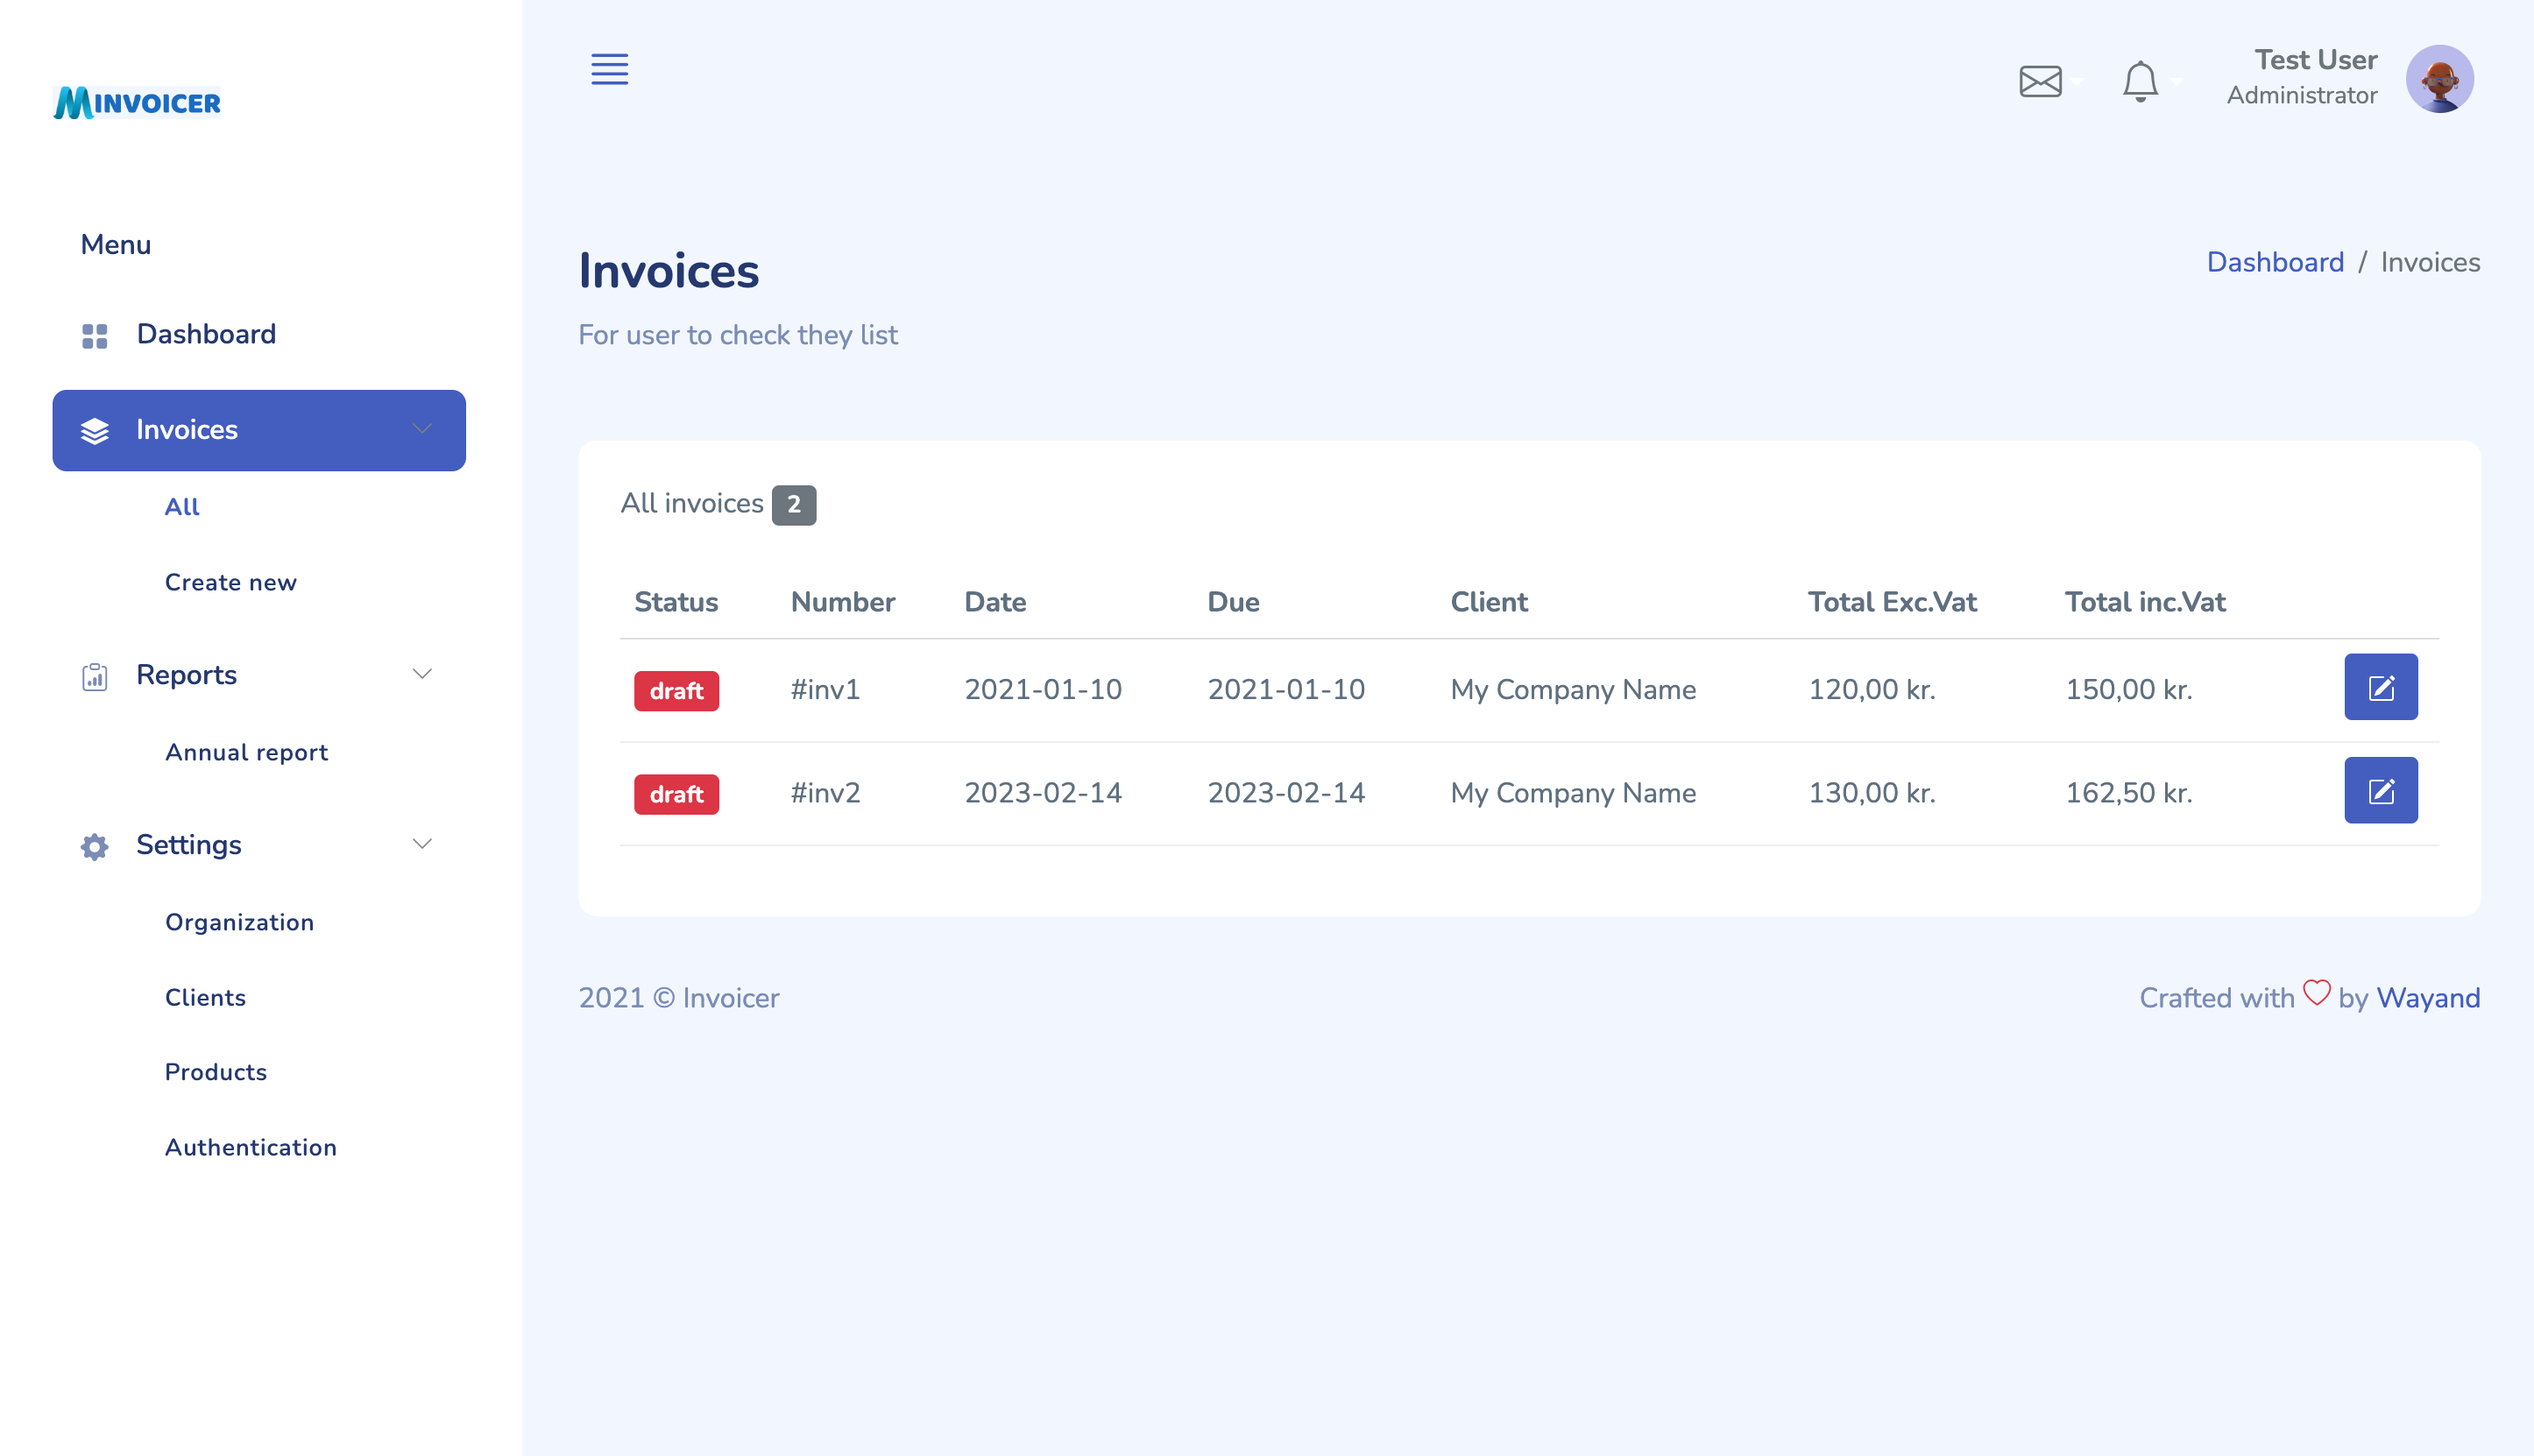 MINVOICER
Test User
Administrator
Menu
Dashboard
Invoices
All
Create new
Reports
Annual report
Settings
Organization
Clients
Products
Authentication
Invoices
Dashboard / Invoices
For user to check they list
All invoices 2
Status Number Date Due Client Total Exc.Vat Total inc.Vat
draft #inv1 2021-01-10 2021-01-10 My Company Name 120,00 kr. 150,00 kr.
draft #inv2 2023-02-14 2023-02-14 My Company Name 130,00 kr. 162,50 kr.
2021 © Invoicer
Crafted with by Wayand